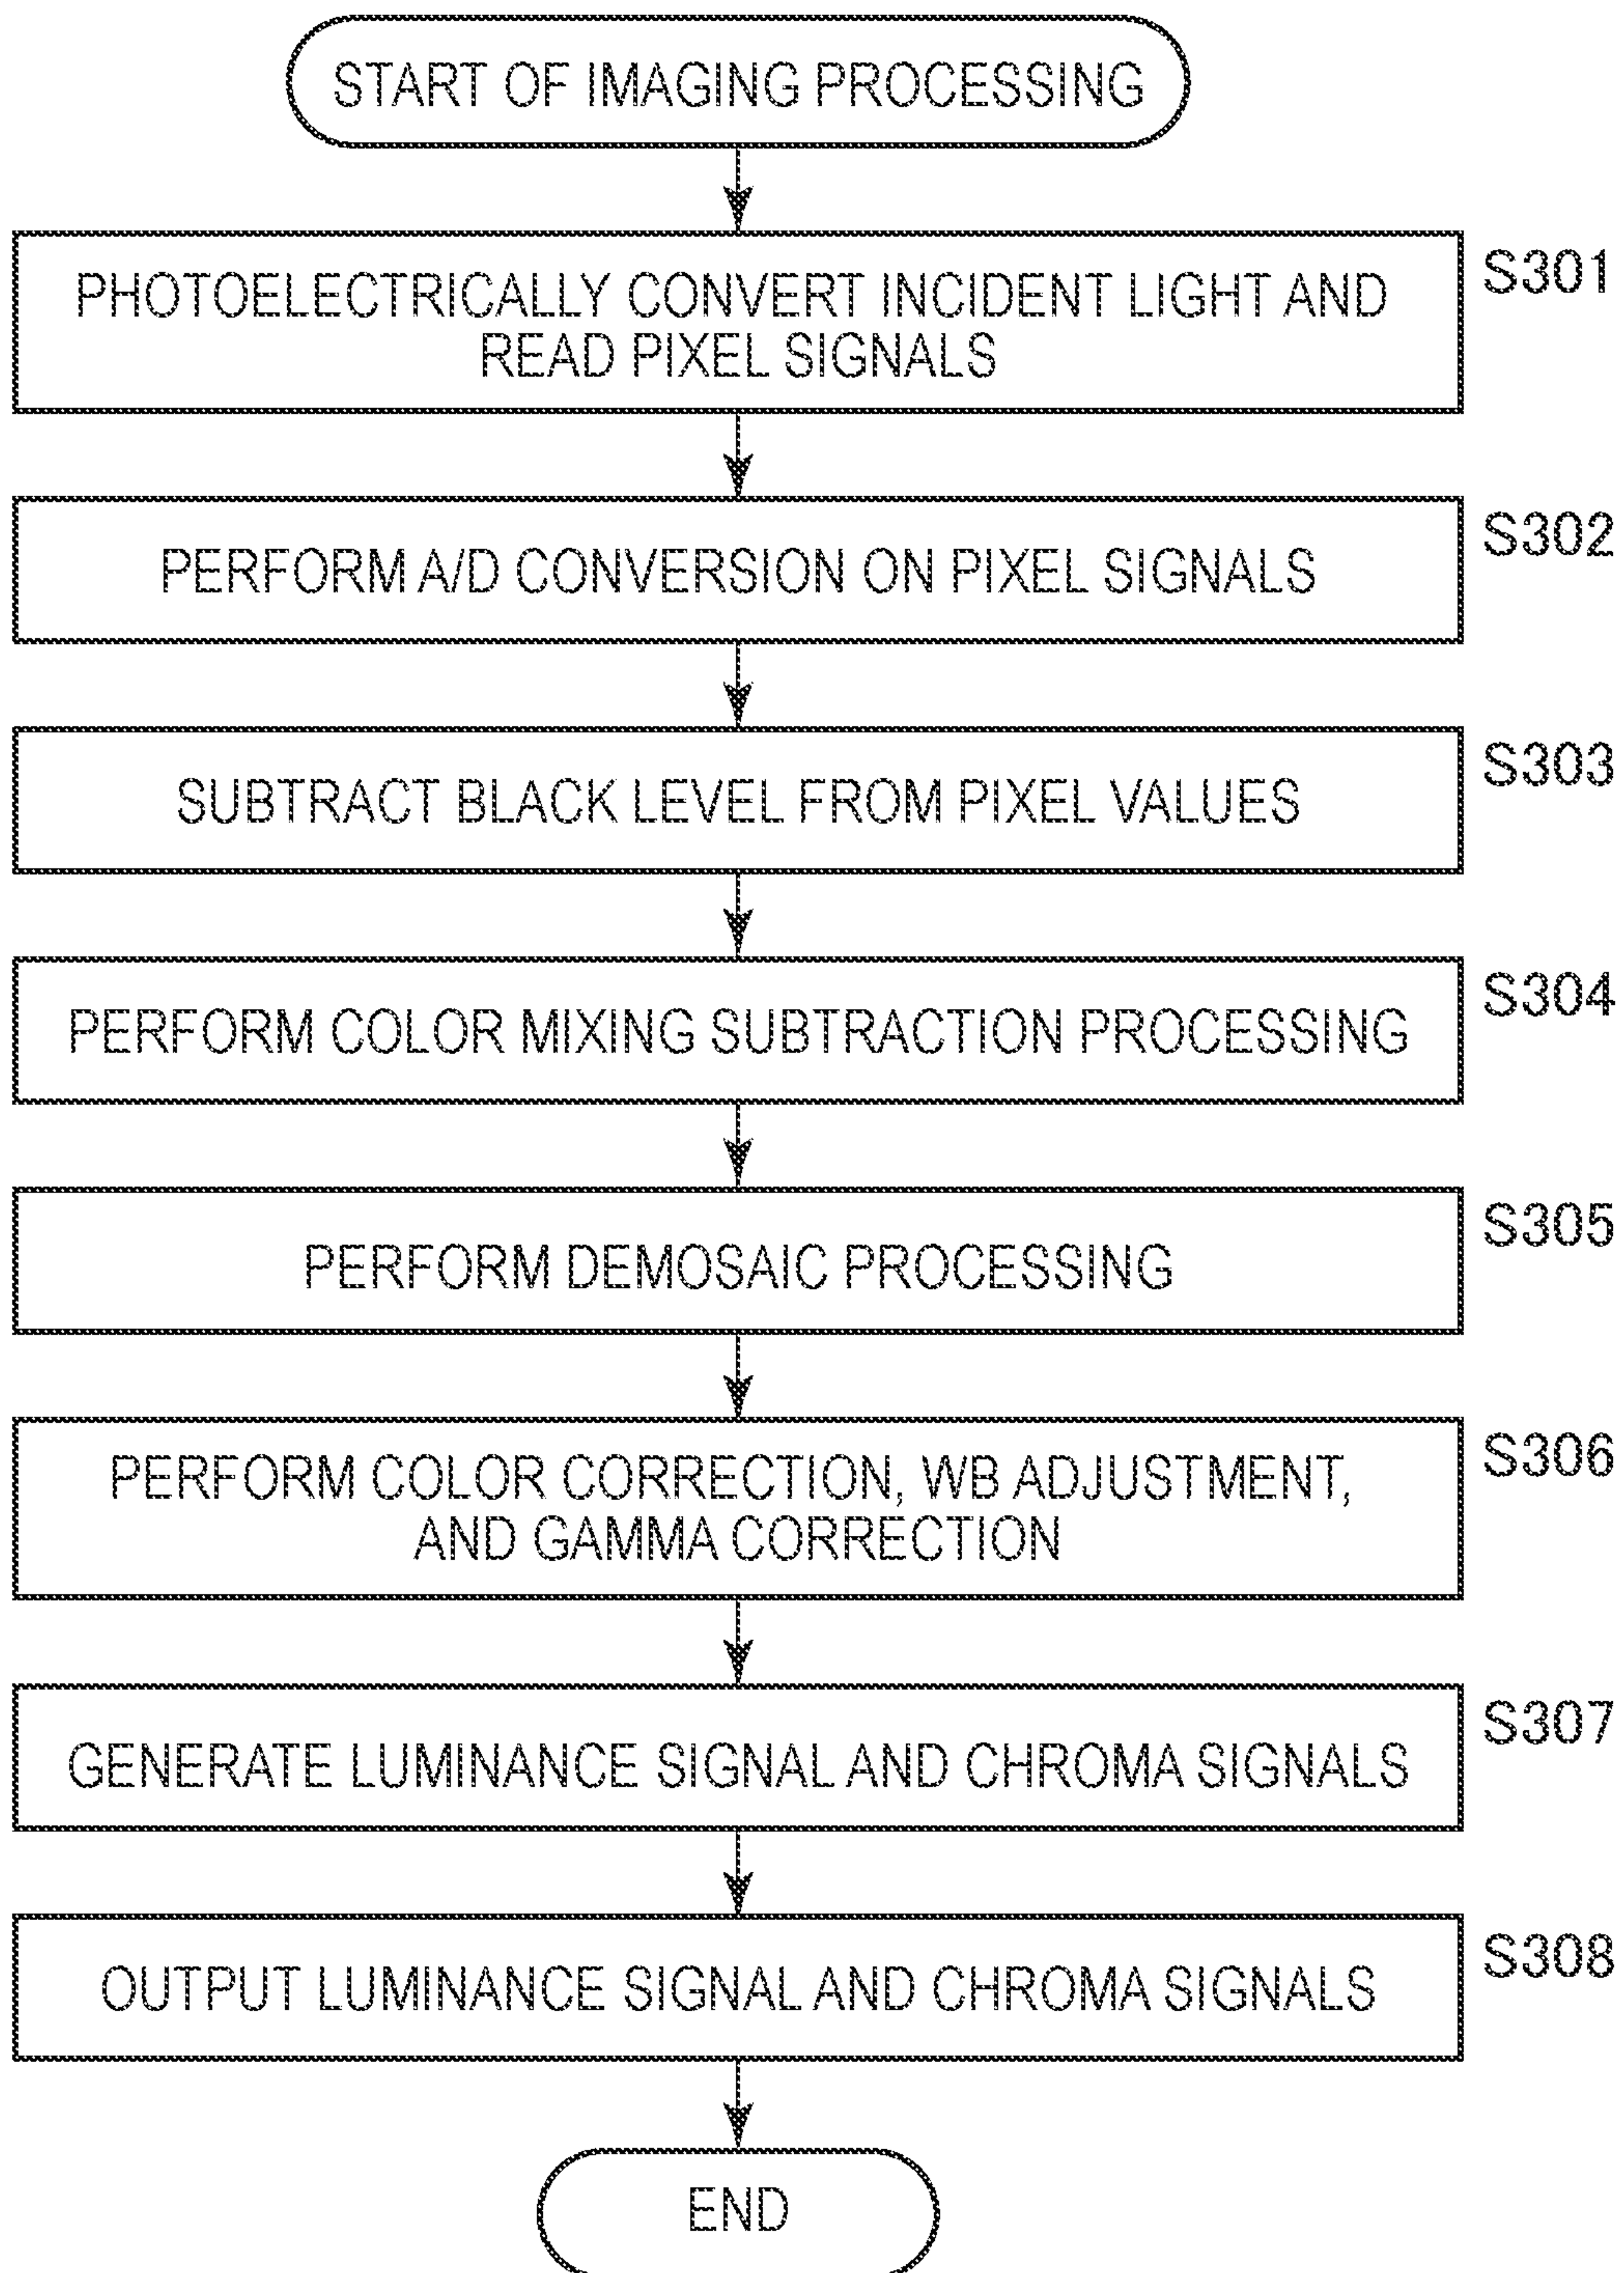 START OF IMAGING PROCESSING
PHOTOELECTRICALLY CONVERT INCIDENT LIGHT AND
READ PIXEL SIGNALS
S301
PERFORM A/D CONVERSION ON PIXEL SIGNALS
S302
SUBTRACT BLACK LEVEL FROM PIXEL VALUES
S303
PERFORM COLOR MIXING SUBTRACTION PROCESSING
S304
PERFORM DEMOSAIC PROCESSING
S305
PERFORM COLOR CORRECTION, WB ADJUSTMENT,
AND GAMMA CORRECTION
S306
GENERATE LUMINANCE SIGNAL AND CHROMA SIGNALS
S307
OUTPUT LUMINANCE SIGNAL AND CHROMA SIGNALS
S308
END